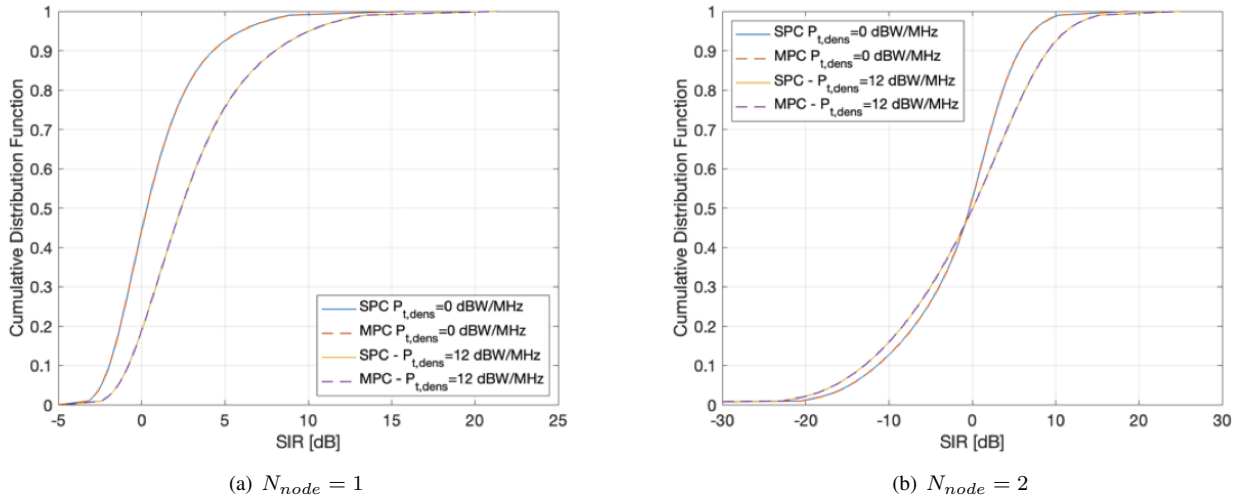 1
0.9
0.8
0.7
0.6
0.5
0.4
0.3
0.2
0.1
0
Cumulative Distribution Function
SPC P_t,dens=0 dBW/MHz
MPC P_t,dens=0 dBW/MHz
SPC - P_t,dens=12 dBW/MHz
MPC - P_t,dens=12 dBW/MHz
-5 0 5 10 15 20 25
SIR [dB]
(a) N_node = 1
1
0.9
0.8
0.7
0.6
0.5
0.4
0.3
0.2
0.1
0
Cumulative Distribution Function
SPC P_t,dens=0 dBW/MHz
MPC P_t,dens=0 dBW/MHz
SPC - P_t,dens=12 dBW/MHz
MPC - P_t,dens=12 dBW/MHz
-30 -20 -10 0 10 20 30
SIR [dB]
(b) N_node = 2